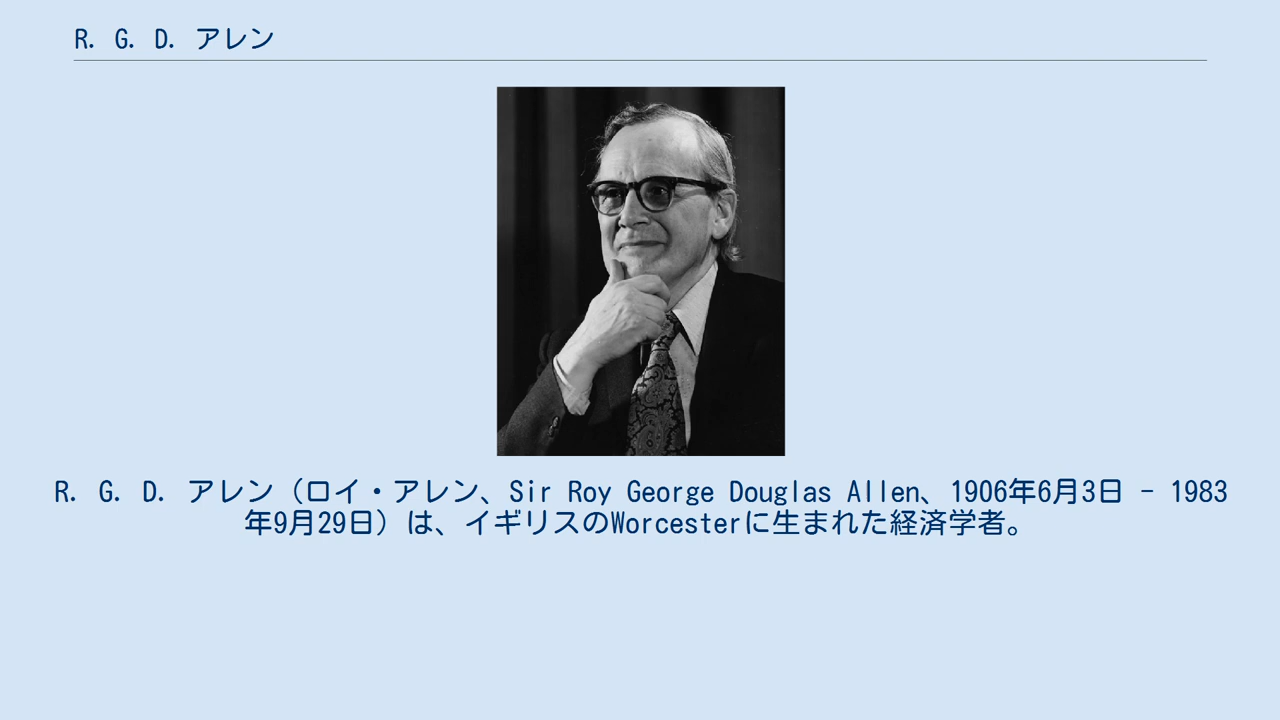 R. G. D. アレン
R. G. D. アレン（ロイ・アレン、Sir Roy George Douglas Allen、1906年6月3日 - 1983
年9月29日）は、イギリスのWorcesterに生まれた経済学者。